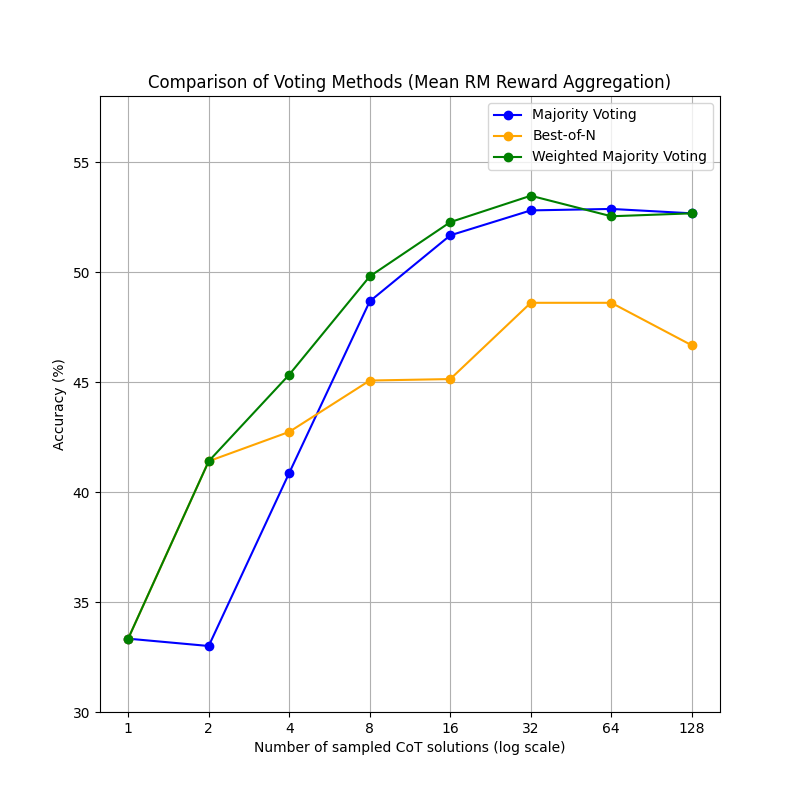 Comparison of Voting Methods (Mean RM Reward Aggregation)
Majority Voting
Best-of-N
Weighted Majority Voting
55
50
45
40
35
30
Accuracy (%)
1 2 4 8 16 32 64 128
Number of sampled CoT solutions (log scale)